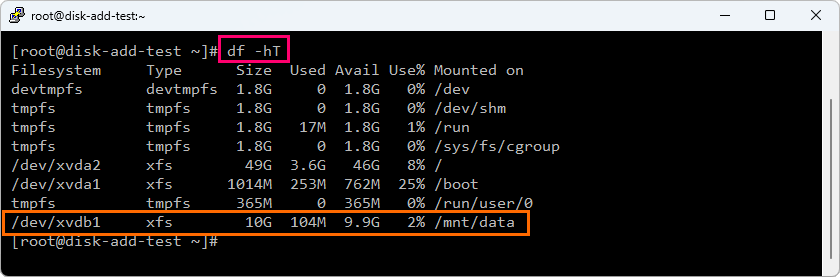 root@disk-add-test:~
[root@disk-add-test ~]# df -hT
Filesystem     Type      Size  Used Avail Use% Mounted on
devtmpfs       devtmpfs  1.8G     0  1.8G   0% /dev
tmpfs          tmpfs     1.8G     0  1.8G   0% /dev/shm
tmpfs          tmpfs     1.8G   17M  1.8G   1% /run
tmpfs          tmpfs     1.8G     0  1.8G   0% /sys/fs/cgroup
/dev/xvda2     xfs        49G  3.6G   46G   8% /
/dev/xvda1     xfs      1014M  253M  762M  25% /boot
tmpfs          tmpfs     365M     0  365M   0% /run/user/0
/dev/xvdb1     xfs        10G  104M  9.9G   2% /mnt/data
[root@disk-add-test ~]#